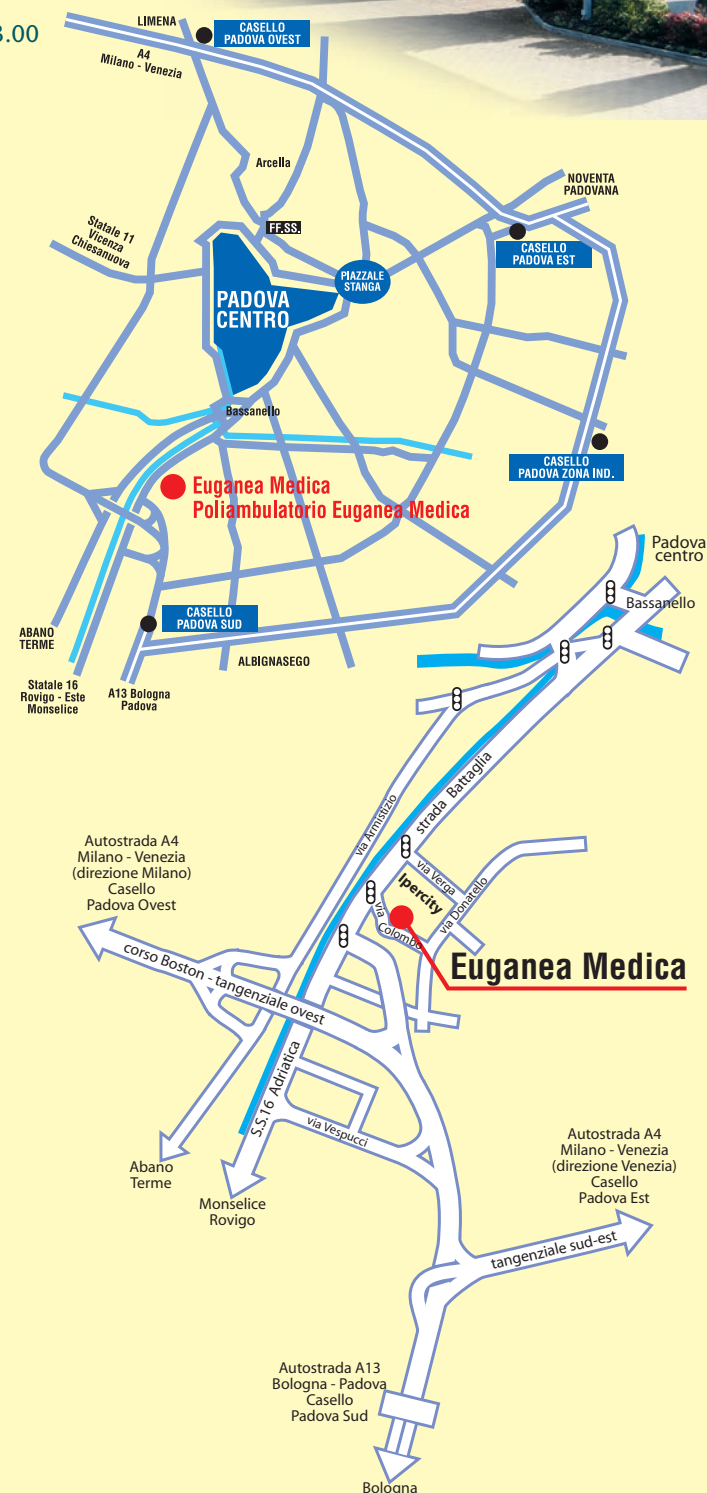 3.00
LIMENA
CASELLO
PADOVA OVEST
A4
Milano - Venezia
Arcella
NOVENTA
PADOVANA
Statale 11
Vicenza
Chiesanuova
FF.SS.
CASELLO
PADOVA EST
PIAZZALE
STANGA
PADOVA
CENTRO
Bassanello
CASELLO
PADOVA ZONA IND.
Euganea Medica
Poliambulatorio Euganea Medica
CASELLO
PADOVA SUD
ABANO
TERME
ALBIGNASEGO
Statale 16
Rovigo - Este
Monselice
A13 Bologna
Padova
Padova
centro
Bassanello
strada Battaglia
via Armistizio
via Verga
Ipercity
via Donatello
via
Colombo
Euganea Medica
Autostrada A4
Milano - Venezia
(direzione Milano)
Casello
Padova Ovest
corso Boston - tangenziale ovest
S.S.16 Adriatica
via Vespucci
Abano
Terme
Monselice
Rovigo
Autostrada A4
Milano - Venezia
(direzione Venezia)
Casello
Padova Est
tangenziale sud-est
Autostrada A13
Bologna - Padova
Casello
Padova Sud
Bologna